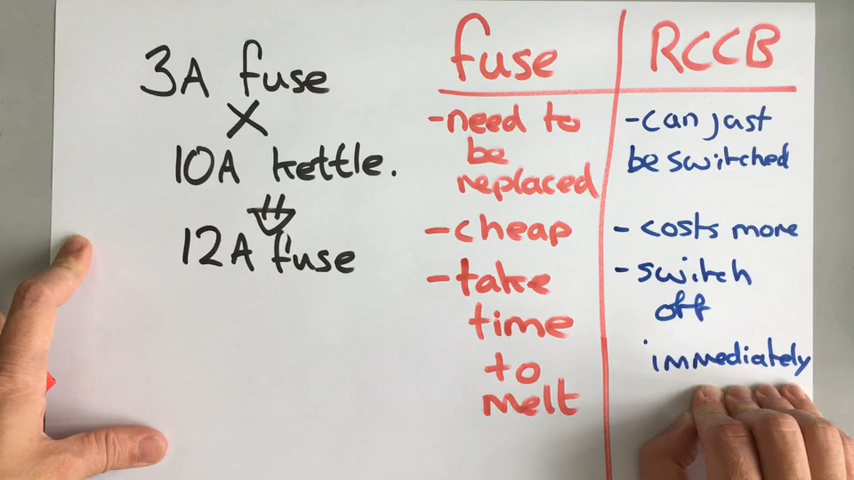 3A fuse
X
10A kettle.
12A fuse
fuse
-need to
be
replaced
-cheap
-take
time
to
melt
RCCB
-can just
be switched
- costs more
- switch
off
immediately